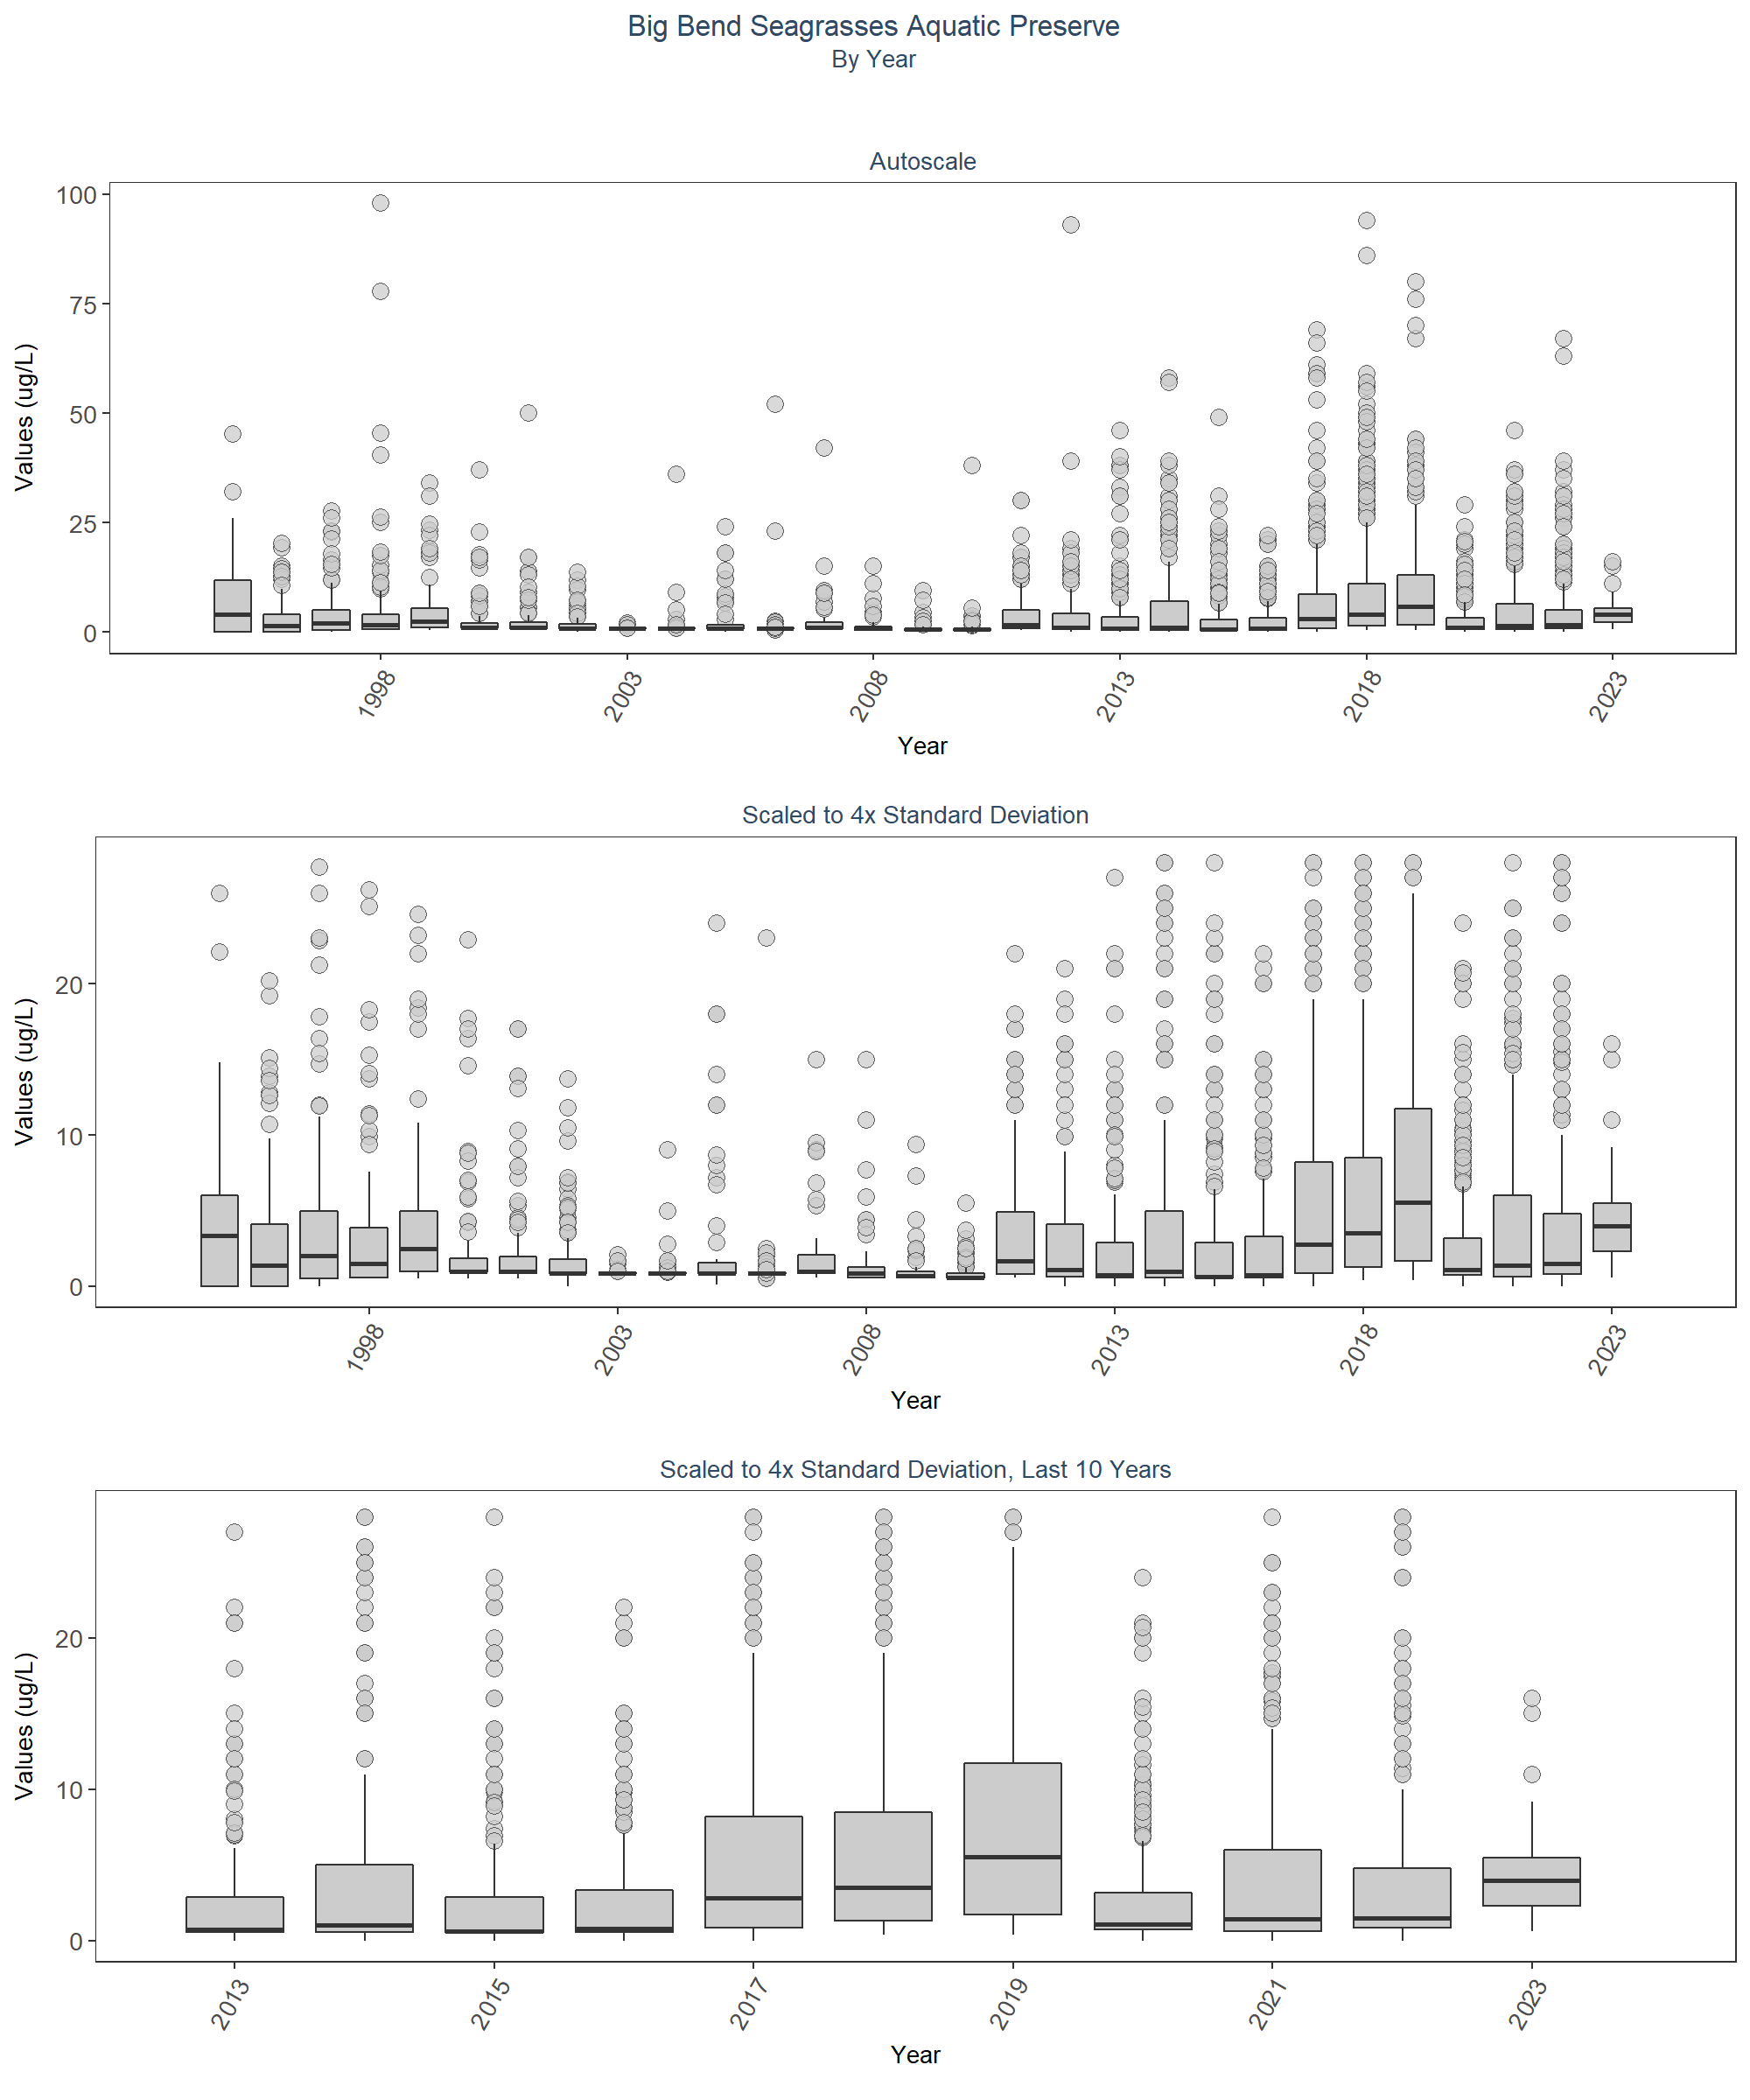 Big Bend Seagrasses Aquatic Preserve
By Year
Autoscale
100
75
50
25
0
Values (ug/L)
1998
2003
2008
2013
2018
2023
Year
Scaled to 4x Standard Deviation
20
10
0
Values (ug/L)
1998
2003
2008
2013
2018
2023
Year
Scaled to 4x Standard Deviation, Last 10 Years
20
10
0
Values (ug/L)
2013
2015
2017
2019
2021
2023
Year